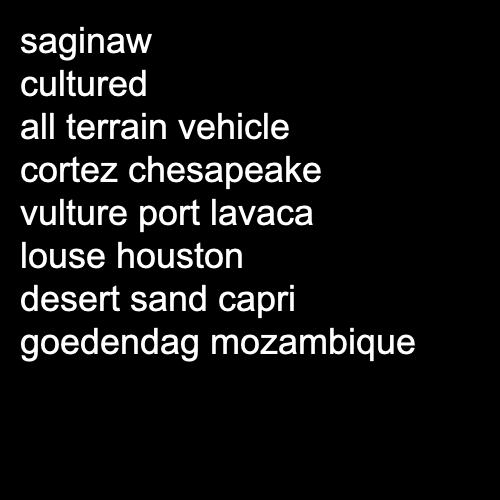 saginaw
cultured
all terrain vehicle
cortez chesapeake
vulture port lavaca
louse houston
desert sand capri
goedendag mozambique